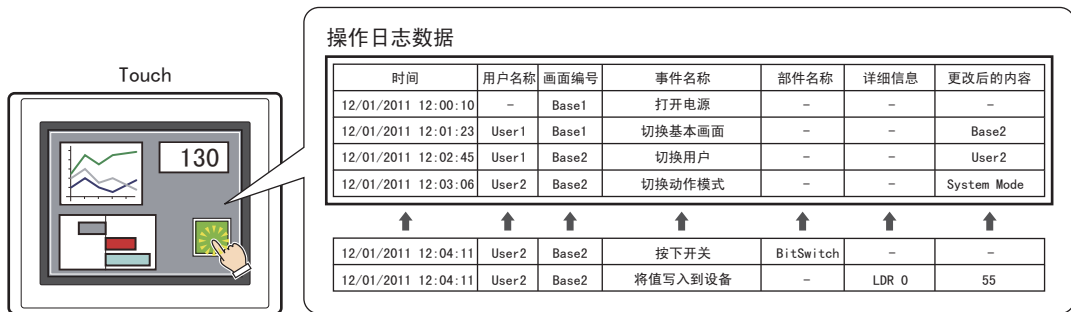 操作日志数据
Touch
130
时间 用户名称 画面编号 事件名称 部件名称 详细信息 更改后的内容
12/01/2011 12:00:10 - Base1 打开电源 - - -
12/01/2011 12:01:23 User1 Base1 切换基本画面 - - Base2
12/01/2011 12:02:45 User1 Base2 切换用户 - - User2
12/01/2011 12:03:06 User2 Base2 切换动作模式 - - System Mode
12/01/2011 12:04:11 User2 Base2 按下开关 BitSwitch - -
12/01/2011 12:04:11 User2 Base2 将值写入到设备 - LDR 0 55